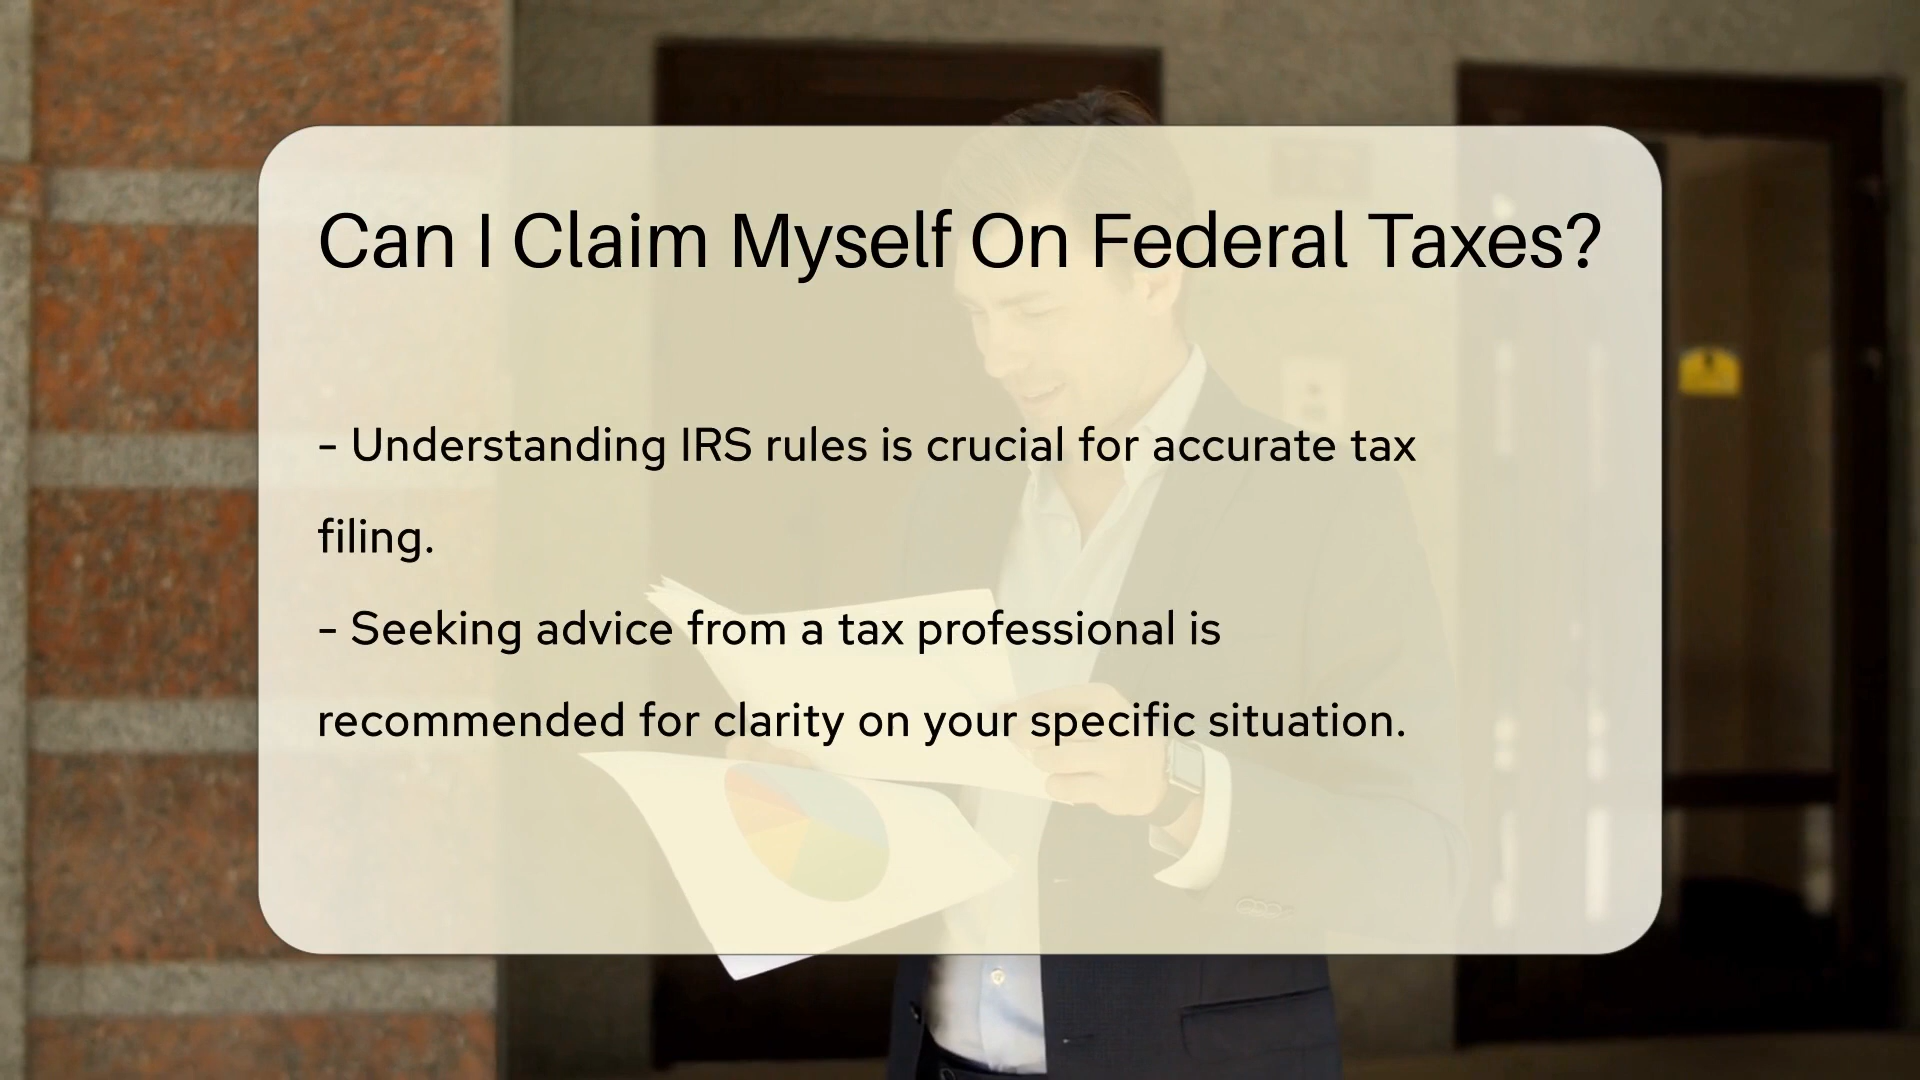 Can I Claim Myself On Federal Taxes?
- Understanding IRS rules is crucial for accurate tax
filing.
- Seeking advice from a tax professional is
recommended for clarity on your specific situation.